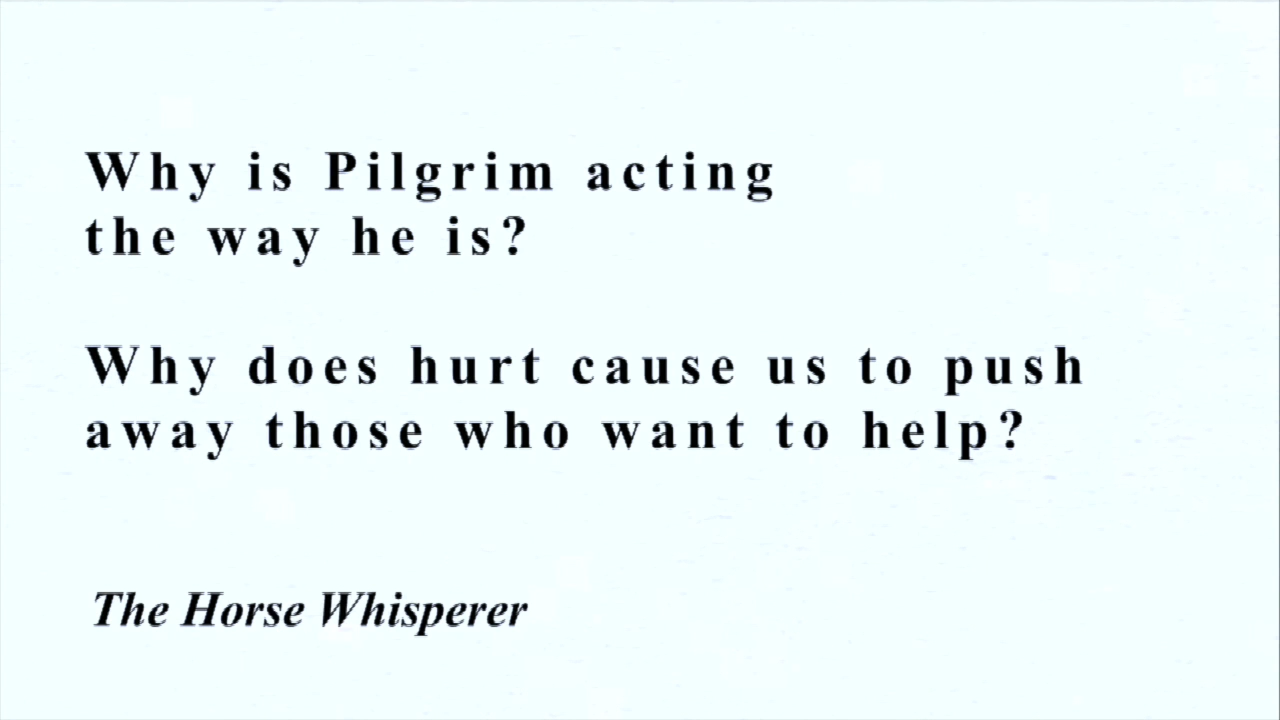 Why is Pilgrim acting
the way he is?
Why does hurt cause us to push
away those who want to help?
The Horse Whisperer